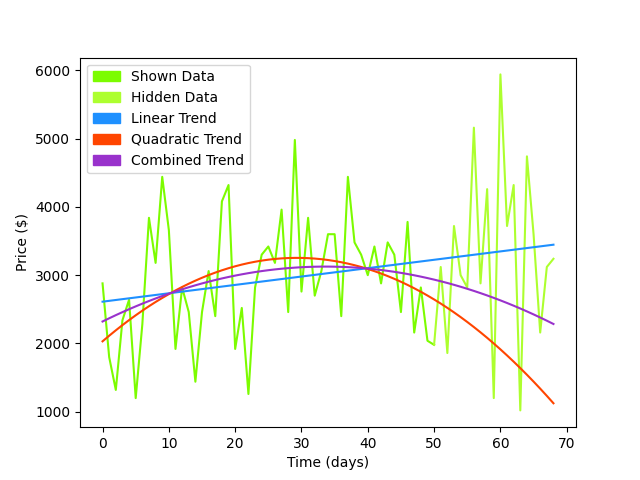 Shown Data
Hidden Data
Linear Trend
Quadratic Trend
Combined Trend
6000
5000
4000
3000
2000
1000
Price ($)
0 10 20 30 40 50 60 70
Time (days)